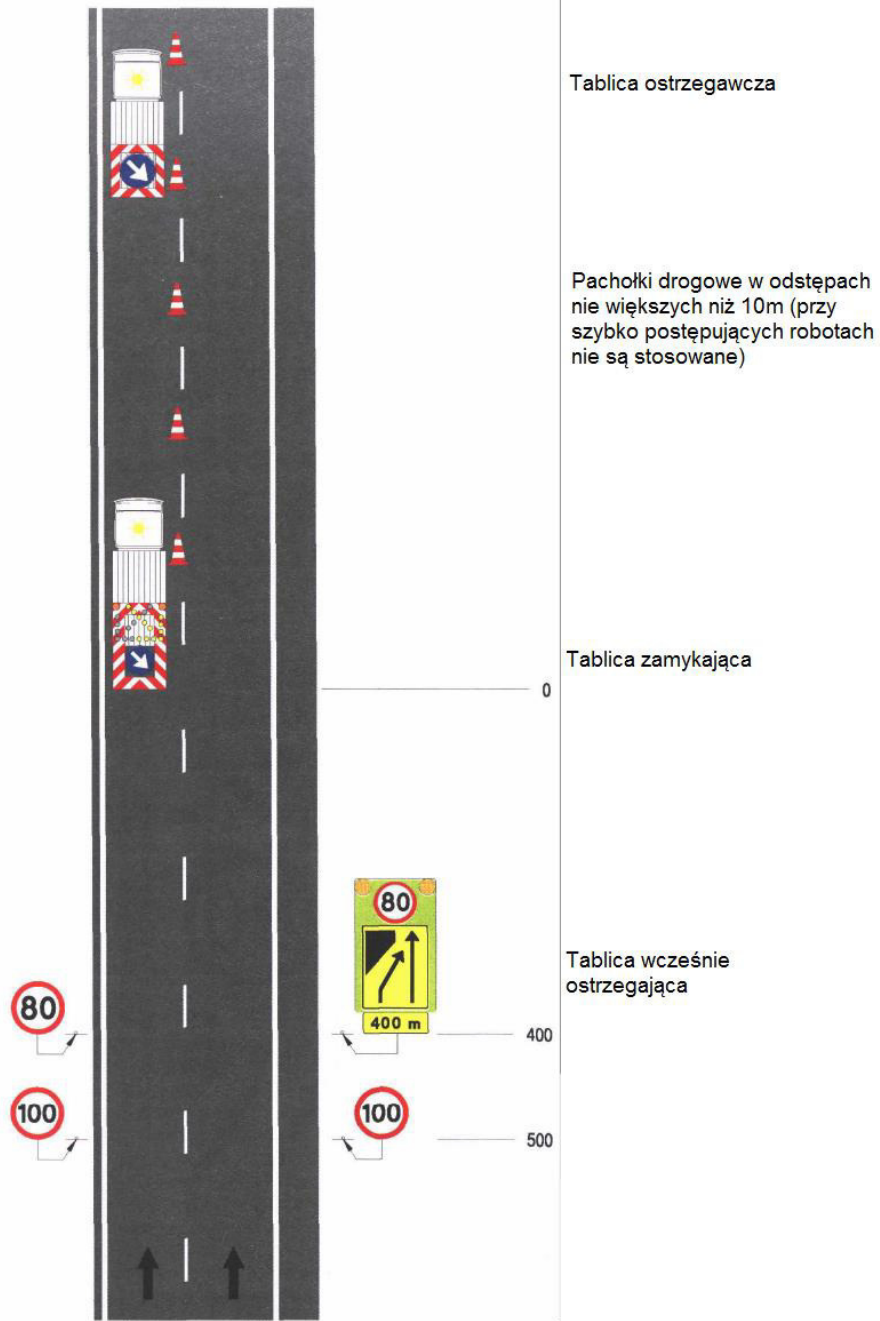 Tablica ostrzegawcza
Pachołki drogowe w odstępach
nie większych niż 10m (przy
szybko postępujących robotach
nie są stosowane)
Tablica zamykająca
0
80
Tablica wcześnie
ostrzegająca
80
400 m
400
100
100
500